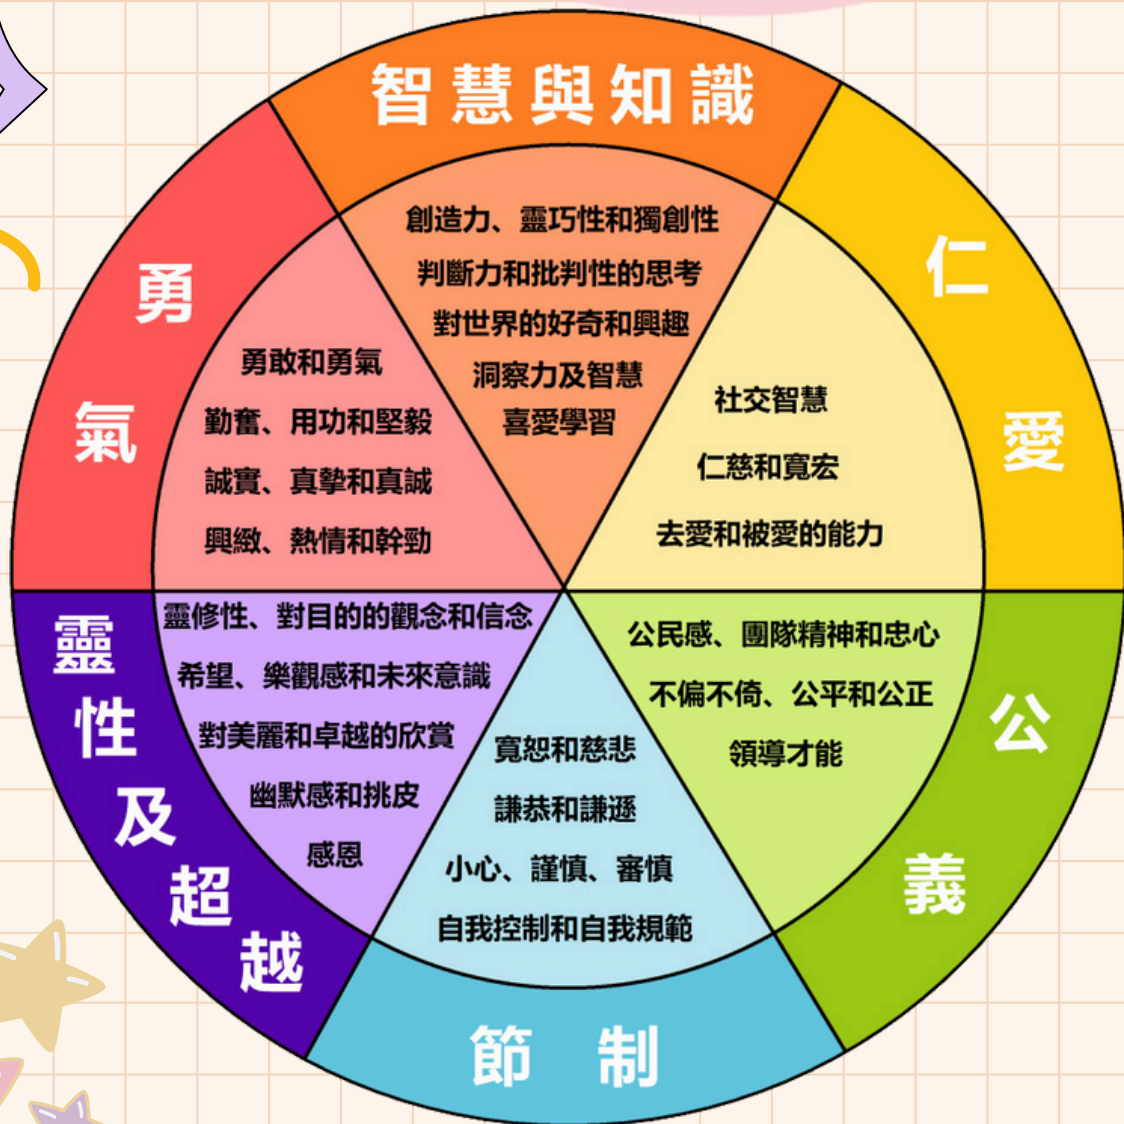 智慧與知識
創造力、靈巧性和獨創性
判斷力和批判性的思考
對世界的好奇和興趣
洞察力及智慧
喜愛學習
仁愛
社交智慧
仁慈和寬宏
去愛和被愛的能力
公義
公民感、團隊精神和忠心
不偏不倚、公平和公正
領導才能
節制
寬恕和慈悲
謙恭和謙遜
小心、謹慎、審慎
自我控制和自我規範
靈性及超越
靈修性、對目的的觀念和信念
希望、樂觀感和未來意識
對美麗和卓越的欣賞
幽默感和挑皮
感恩
勇氣
勇敢和勇氣
勤奮、用功和堅毅
誠實、真摯和真誠
興緻、熱情和幹勁